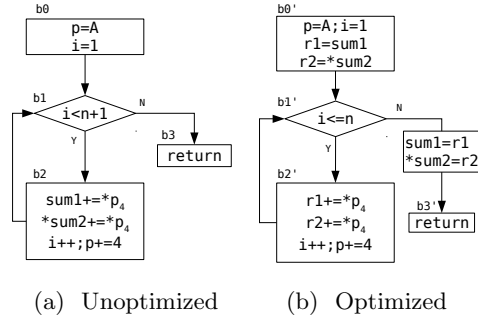 b0
p=A
i=1
b1
i<n+1
N
Y
b3
return
b2
sum1+=*p₄
*sum2+=*p₄
i++;p+=4
(a) Unoptimized
b0'
p=A;i=1
r1=sum1
r2=*sum2
b1'
i<=n
N
Y
sum1=r1
*sum2=r2
b3'
return
b2'
r1+=*p₄
r2+=*p₄
i++;p+=4
(b) Optimized